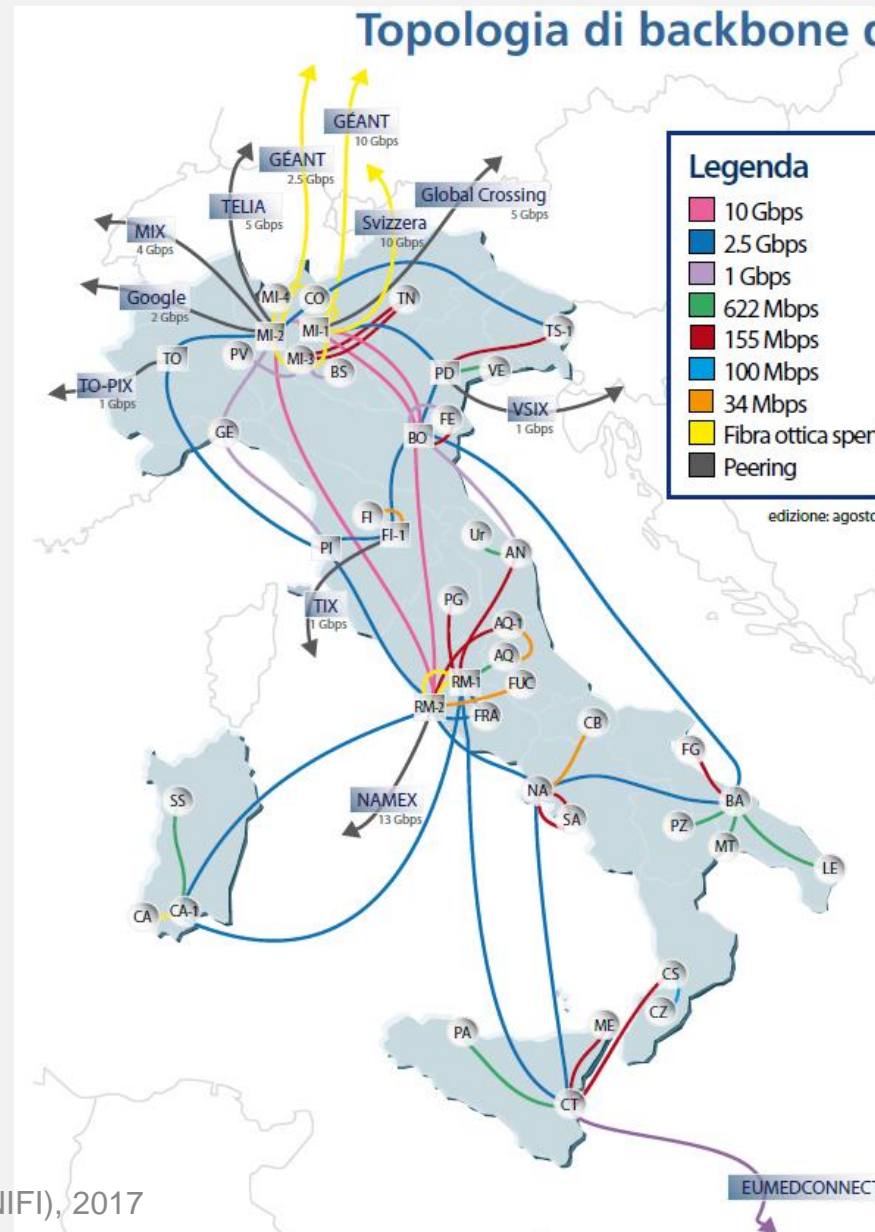 Topologia di backbone d
GÉANT
10 Gbps
GÉANT
2.5 Gbps
TELIA
5 Gbps
Global Crossing
5 Gbps
Svizzera
10 Gbps
MIX
4 Gbps
Google
2 Gbps
TO-PIX
1 Gbps
VSIX
1 Gbps
TIX
1 Gbps
NAMEX
13 Gbps
EUMEDCONNECT
MI-4
CO
TN
MI-2
MI-1
TS-1
TO
PV
MI-3
BS
PD
VE
GE
FE
BO
FI
FI-1
PI
Ur
AN
PG
AQ-1
AQ
RM-1
FUC
RM-2
FRA
CB
FG
NA
BA
SA
PZ
MT
LE
SS
CA
CA-1
CS
CZ
PA
ME
CT
Legenda
10 Gbps
2.5 Gbps
1 Gbps
622 Mbps
155 Mbps
100 Mbps
34 Mbps
Fibra ottica spen
Peering
edizione: agosto
NIFI), 2017